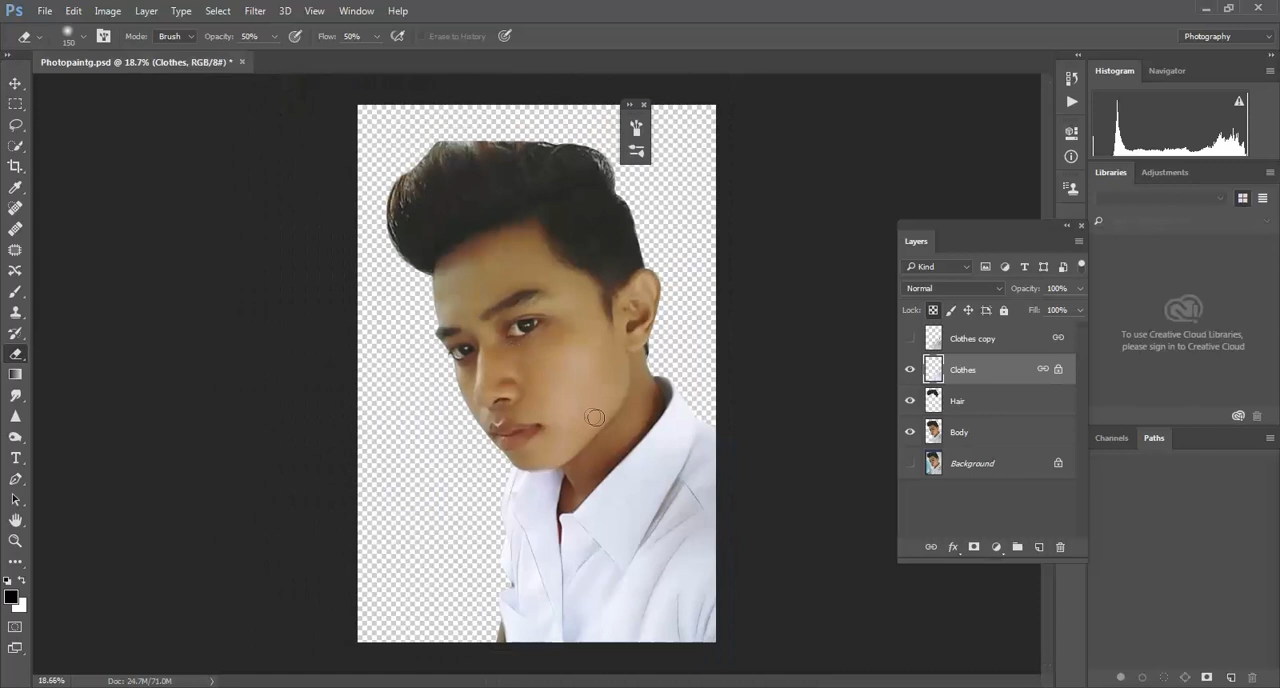 Ps File Edit Image Layer Type Select Filter 3D View Window Help
150 Mode: Brush Opacity: 50% Flow: 50% Erase to History Photography
Photopaintg.psd @ 18.7% (Clothes, RGB/8#) * ×
Histogram Navigator
Libraries Adjustments
To use Creative Cloud Libraries,
please sign in to Creative Cloud
Layers
Kind
Normal Opacity: 100%
Lock: Fill: 100%
Clothes copy
Clothes
Hair
Body
Background
Channels Paths
18.66% Doc: 24.7M/71.0M